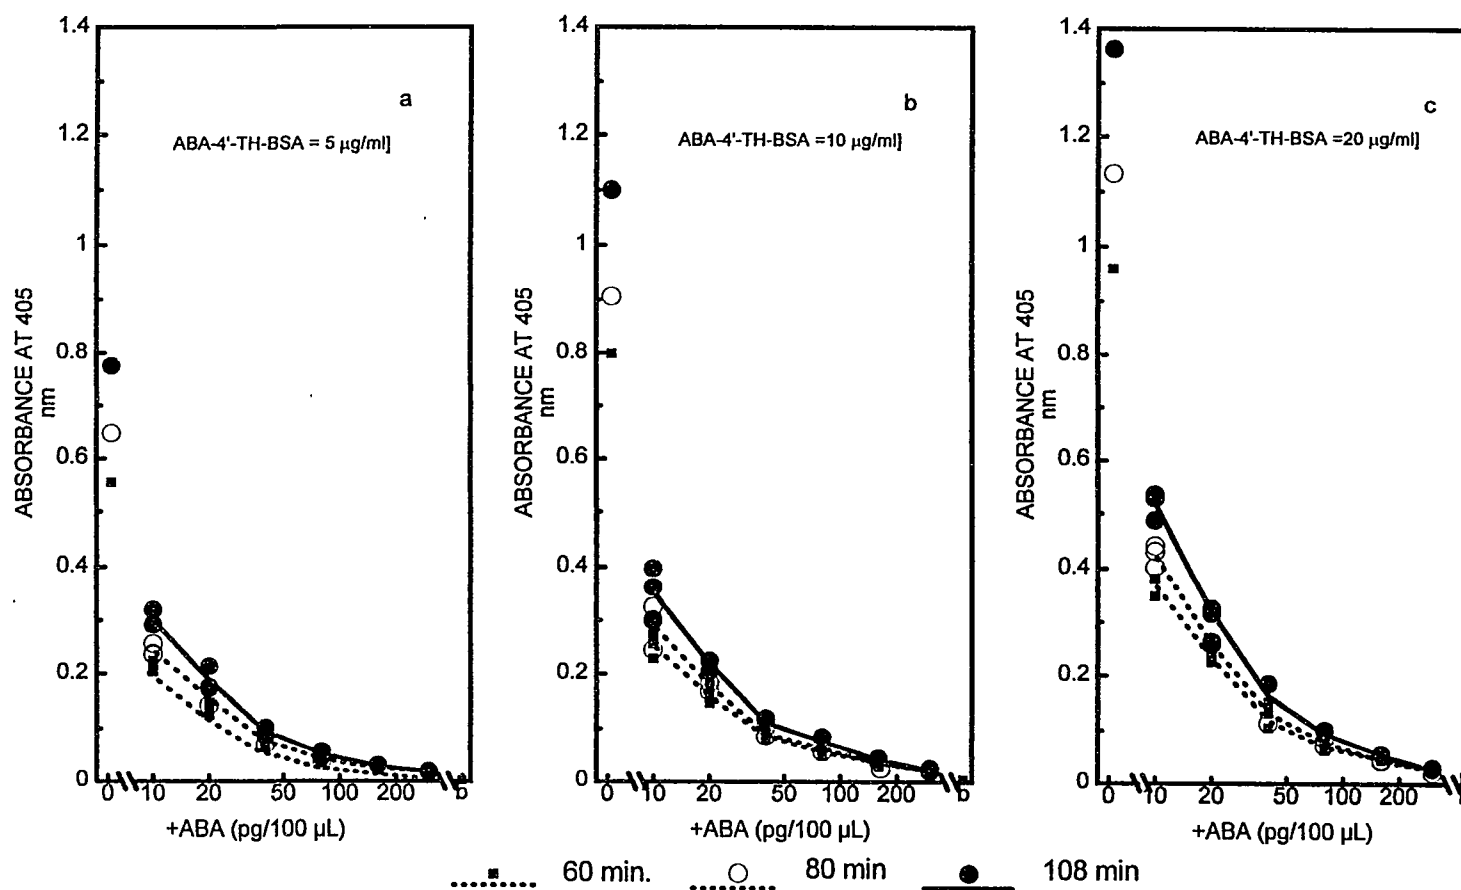 1.4
1.2
1
0.8
0.6
0.4
0.2
0
a
ABA-4'-TH-BSA = 5 μg/ml]
ABSORBANCE AT 405
nm
0 10 20 50 100 200 b
+ABA (pg/100 μL)
1.4
1.2
1
0.8
0.6
0.4
0.2
0
b
ABA-4'-TH-BSA =10 μg/ml]
ABSORBANCE AT 405
nm
0 10 20 50 100 200 b
+ABA (pg/100 μL)
1.4
1.2
1
0.8
0.6
0.4
0.2
0
c
ABA-4'-TH-BSA =20 μg/ml]
ABSORBANCE AT 405
nm
0 10 20 50 100 200
+ABA (pg/100 μL)
60 min. 80 min 108 min